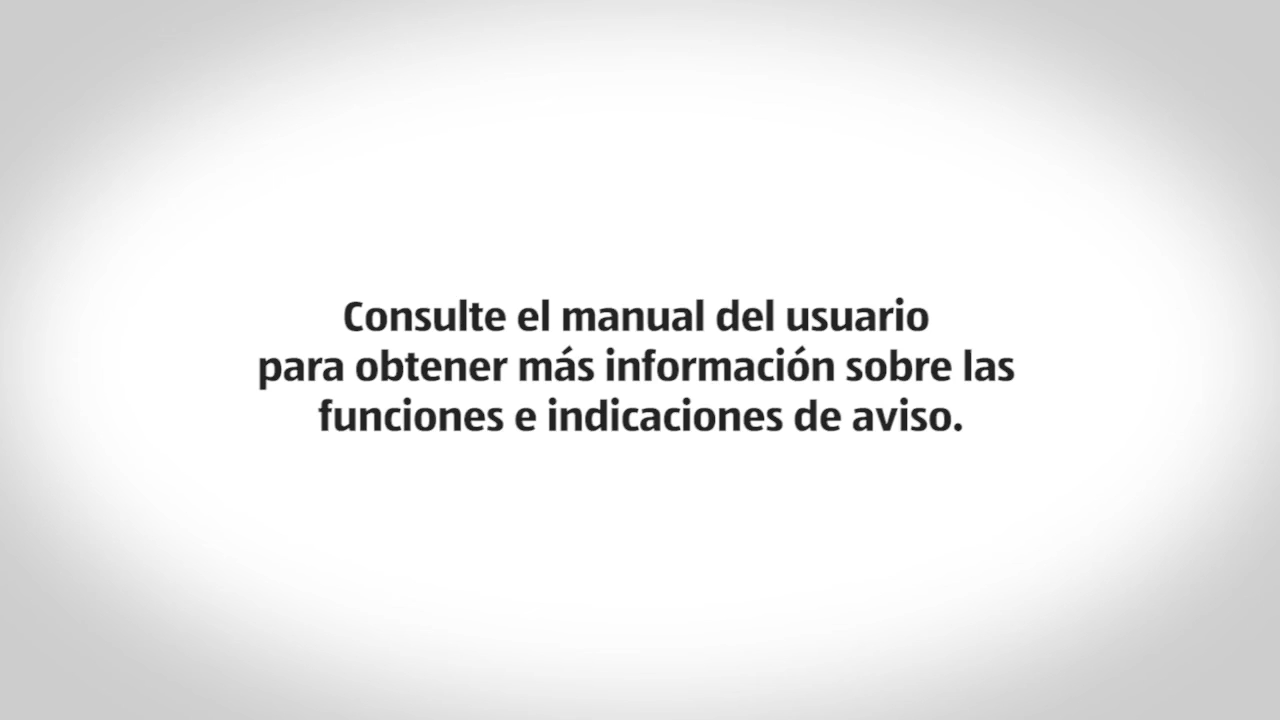 Consulte el manual del usuario
para obtener más información sobre las
funciones e indicaciones de aviso.